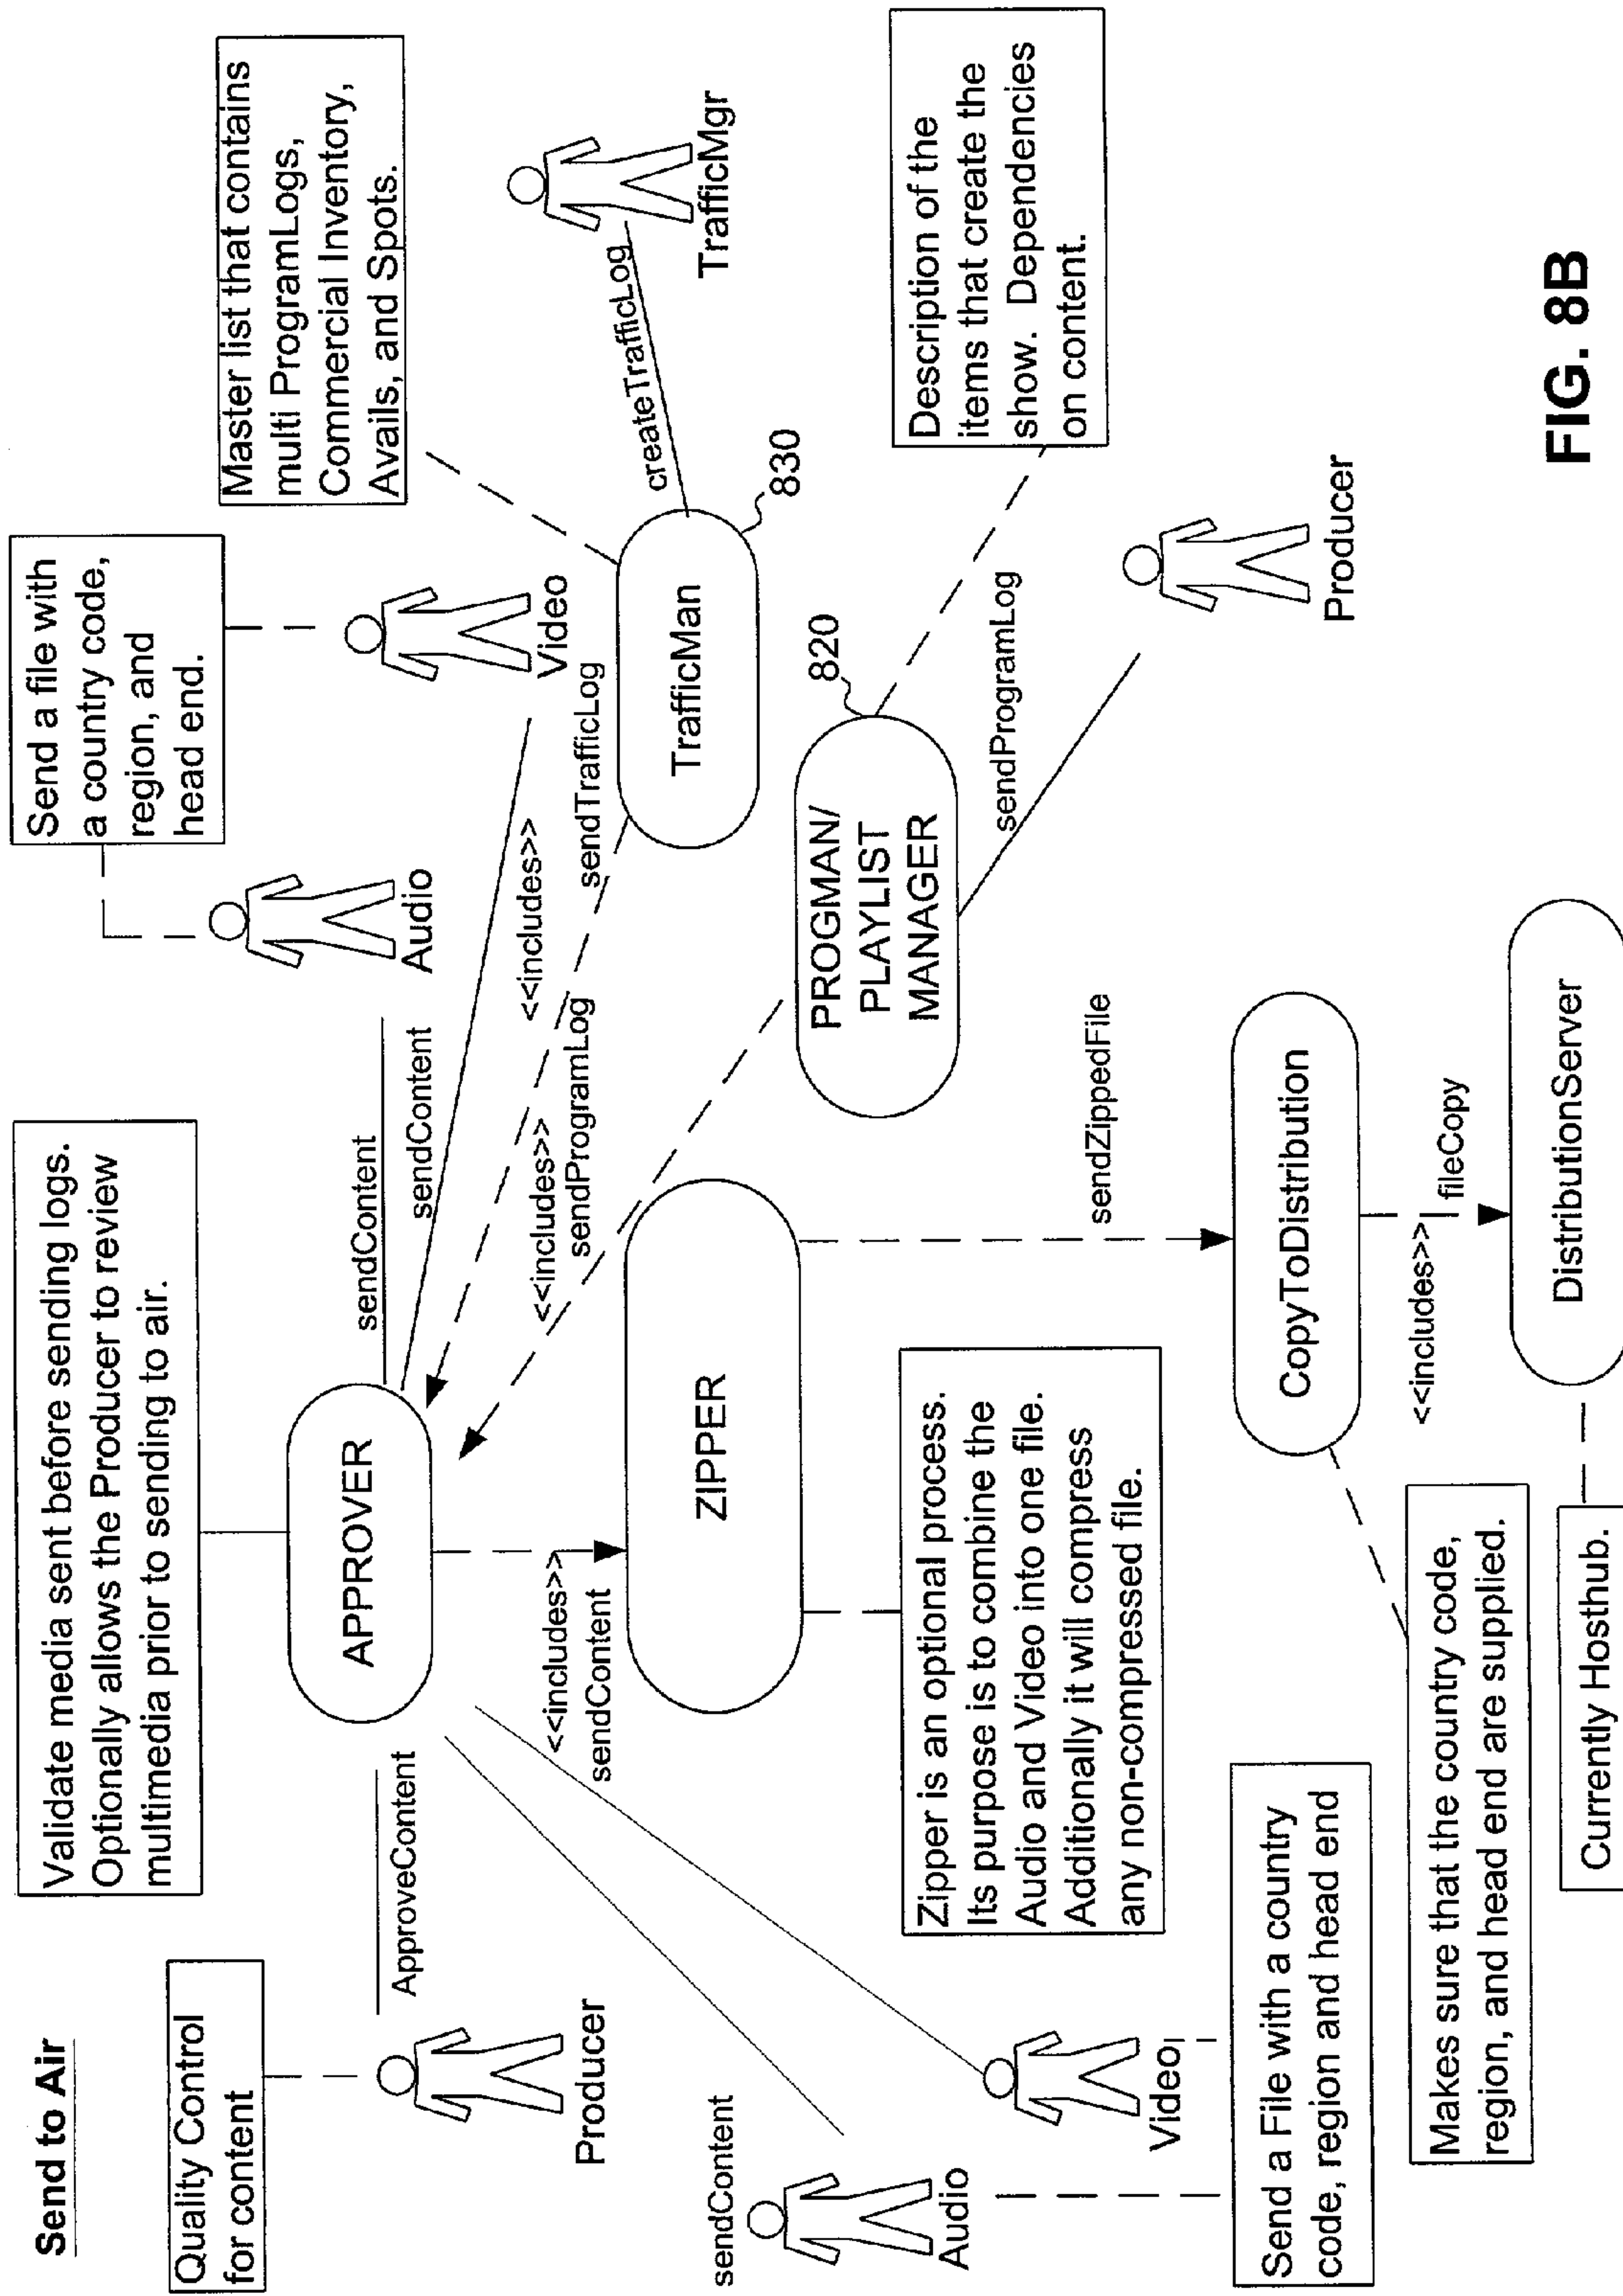 Send to Air
Quality Control
for content
Producer
ApproveContent
Validate media sent before sending logs.
Optionally allows the Producer to review
multimedia prior to sending to air.
APPROVER
sendContent
sendContent
Audio
Send a file with
a country code,
region, and
head end.
Video
<<includes>>
sendTrafficLog
<<includes>>
sendProgramLog
Master list that contains
multi ProgramLogs,
Commercial Inventory,
Avails, and Spots.
TrafficMan
830
createTrafficLog
TrafficMgr
<<includes>>
sendContent
ZIPPER
PROGMAN/
PLAYLIST
MANAGER
820
sendProgramLog
Producer
Description of the
items that create the
show. Dependencies
on content.
sendContent
Audio
Video
Send a File with a country
code, region and head end
Zipper is an optional process.
Its purpose is to combine the
Audio and Video into one file.
Additionally it will compress
any non-compressed file.
sendZippedFile
CopyToDistribution
Makes sure that the country code,
region, and head end are supplied.
<<includes>>
fileCopy
DistributionServer
Currently Hosthub.
FIG. 8B